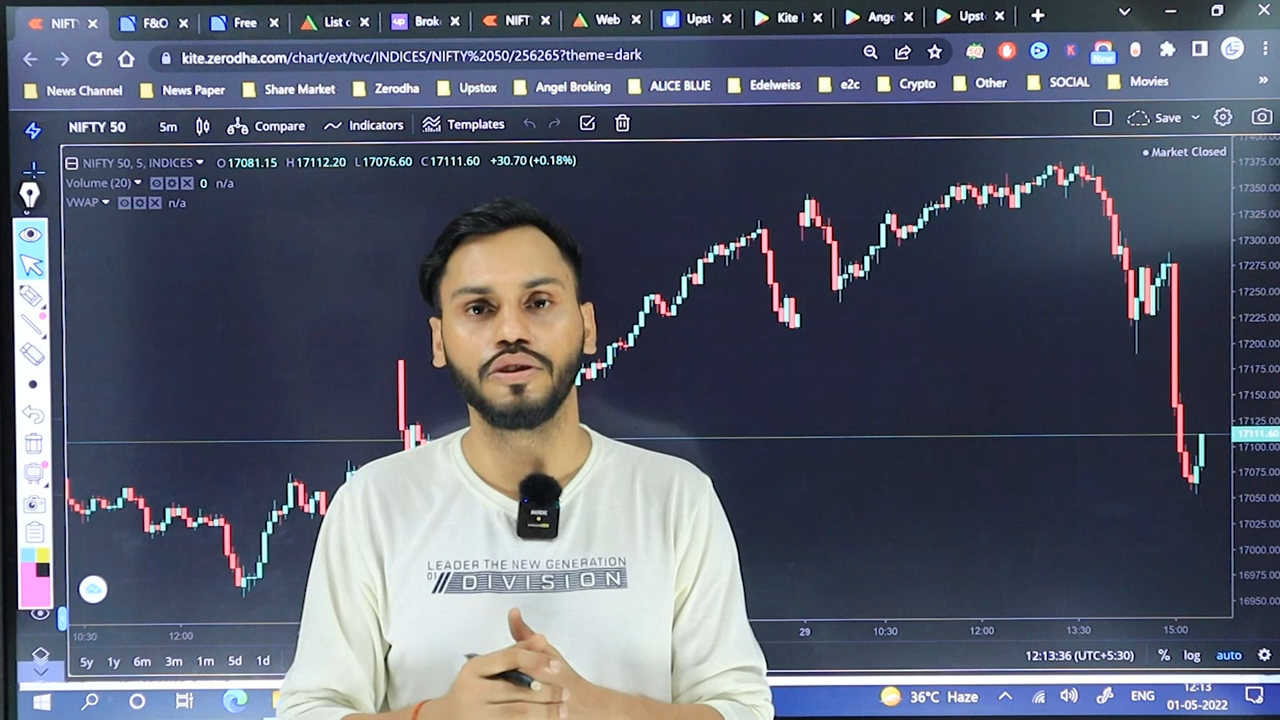 NIFT
F&O
Free
List c
Brok
NIFT
Web
Upst
Kite
Ange
Upst
kite.zerodha.com/chart/ext/tvc/INDICES/NIFTY%2050/256265?theme=dark
New
News Channel
News Paper
Share Market
Zerodha
Upstox
Angel Broking
ALICE BLUE
Edelweiss
e2c
Crypto
Other
SOCIAL
Movies
NIFTY 50
5m
Compare
Indicators
Templates
Save
NIFTY 50, 5, INDICES O17081.15 H17112.20 L17076.60 C17111.60 +30.70 (+0.18%)
Market Closed
Volume (20) 0 n/a
VWAP n/a
17375.00
17350.00
17325.00
17300.00
17275.00
17250.00
17225.00
17200.00
17175.00
17150.00
17125.00
17111.60
17100.00
17075.00
17050.00
17025.00
17000.00
16975.00
16950.00
LEADER THE NEW GENERATION
01 // DIVISION
10:30 12:00 29 10:30 12:00 13:30 15:00
5y 1y 6m 3m 1m 5d 1d
12:13:36 (UTC+5:30) % log auto
36°C Haze
ENG
12:13
01-05-2022